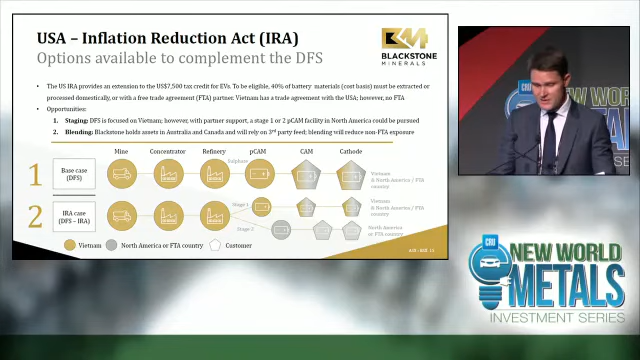 USA – Inflation Reduction Act (IRA)
Options available to complement the DFS
BLACKSTONE
MINERALS
• The US IRA provides an extension to the US$7,500 tax credit for EVs. To be eligible, 40% of battery materials (cost basis) must be extracted
or processed domestically, or with a free trade agreement (FTA) partner. Vietnam has a trade agreement with the USA; however, no FTA
• Opportunities:
1. Staging: DFS is focused on Vietnam; however, with partner support, a stage 1 or 2 pCAM facility in North America could be pursued
2. Blending: Blackstone holds assets in Australia and Canada and will rely on 3rd party feed; blending will reduce non-FTA exposure
Mine Concentrator Refinery pCAM CAM Cathode
Sulphate
1 Base case
(DFS)
Vietnam
& North America / FTA
country
2 IRA case
(DFS – IRA)
Stage 1
Vietnam
& North America / FTA
country
Stage 2
North America
or FTA country
Vietnam North America or FTA country Customer
CRU
NEW WORLD
METALS
INVESTMENT SERIES